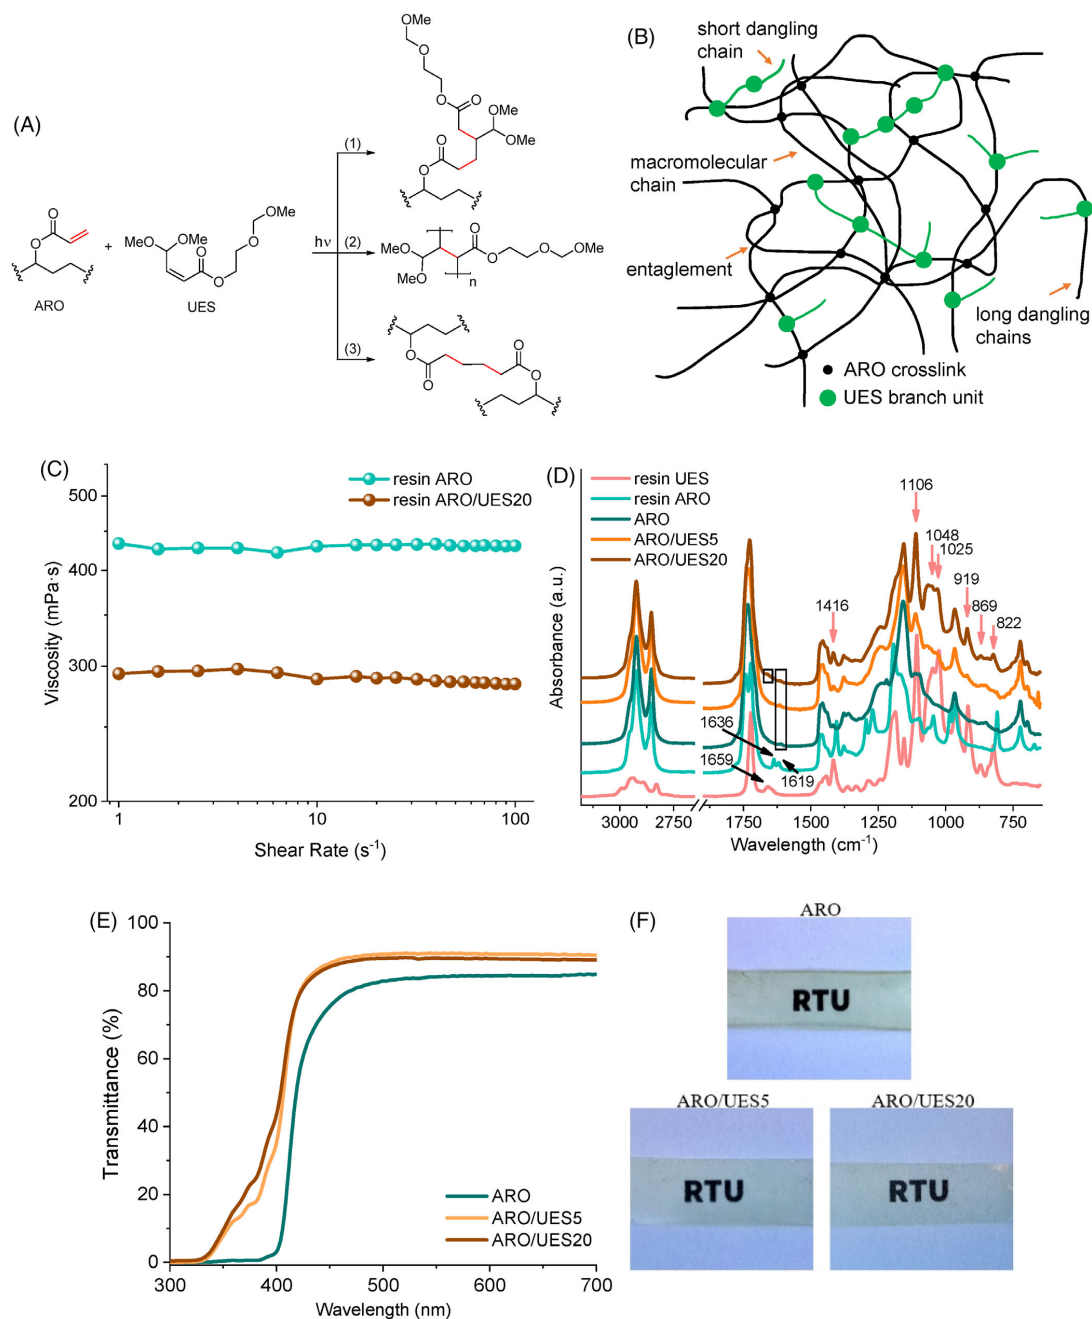 (A)
OMe
O
O
O
O
OMe
OMe
O
O
(1)
O
O
ARO
+
MeO
OMe
O
O
O
OMe
UES
hν
(2)
MeO
OMe
O
O
O
OMe
n
(3)
O
O
O
O
(B)
short dangling
chain
macromolecular
chain
entaglement
long dangling
chains
ARO crosslink
UES branch unit
(C)
resin ARO
resin ARO/UES20
Viscosity (mPa·s)
500
400
300
200
1
10
100
Shear Rate (s⁻¹)
(D)
resin UES
resin ARO
ARO
ARO/UES5
ARO/UES20
1106
1048
1025
919
869
822
1416
1636
1659
1619
Absorbance (a.u.)
3000
2750
1750
1500
1250
1000
750
Wavelength (cm⁻¹)
(E)
Transmittance (%)
100
80
60
40
20
0
300
400
500
600
700
Wavelength (nm)
ARO
ARO/UES5
ARO/UES20
(F)
ARO
RTU
ARO/UES5
RTU
ARO/UES20
RTU